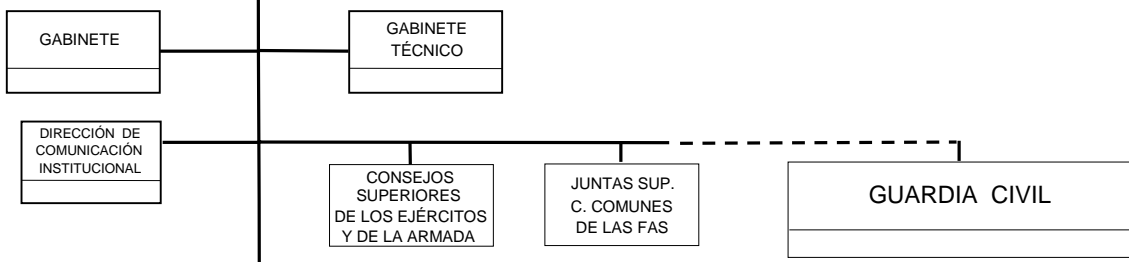 GABINETE
GABINETE
TÉCNICO
DIRECCIÓN DE
COMUNICACIÓN
INSTITUCIONAL
CONSEJOS
SUPERIORES
DE LOS EJÉRCITOS
Y DE LA ARMADA
JUNTAS SUP.
C. COMUNES
DE LAS FAS
GUARDIA CIVIL